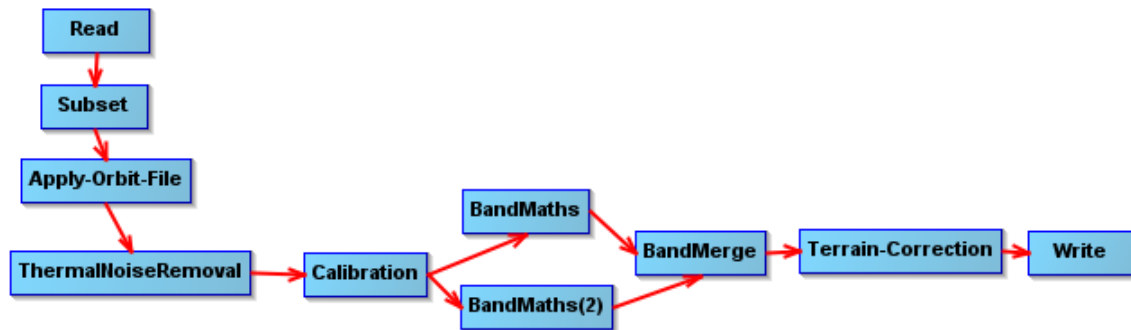 Read
Subset
Apply-Orbit-File
ThermalNoiseRemoval
Calibration
BandMaths
BandMaths(2)
BandMerge
Terrain-Correction
Write